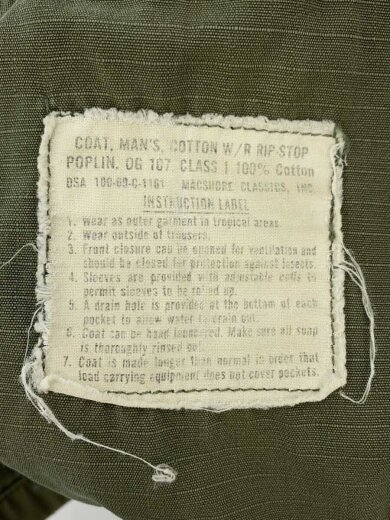 COAT, MAN'S, COTTON W/R RIP-STOP
POPLIN, OG 107, CLASS 1 100% Cotton
DSA 100-69-C-1161 MACSHORE CLASSICS, INC.
INSTRUCTION LABEL
1. Wear as outer garment in tropical areas.
2. Wear outside of trousers.
3. Front closure can be opened for ventilation and
should be closed for protection against insects.
4. Sleeves are provided with adjustable cuffs to
permit sleeves to be rolled up.
5. A drain hole is provided at the bottom of each
pocket to allow water to drain out.
6. Coat can be hand laundered. Make sure all soap
is thoroughly rinsed out.
7. Coat is made longer than normal in order that
load carrying equipment does not cover pockets.